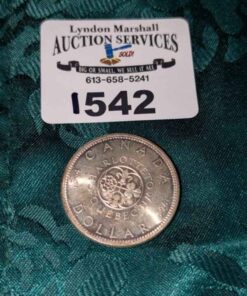 Lyndon Marshall
AUCTION SERVICES
SOLD!
BIG OR SMALL, WE SELL IT ALL
613-658-5241
1542
CANADA
CHARLOTTETOWN
QUEBEC
DOLLAR